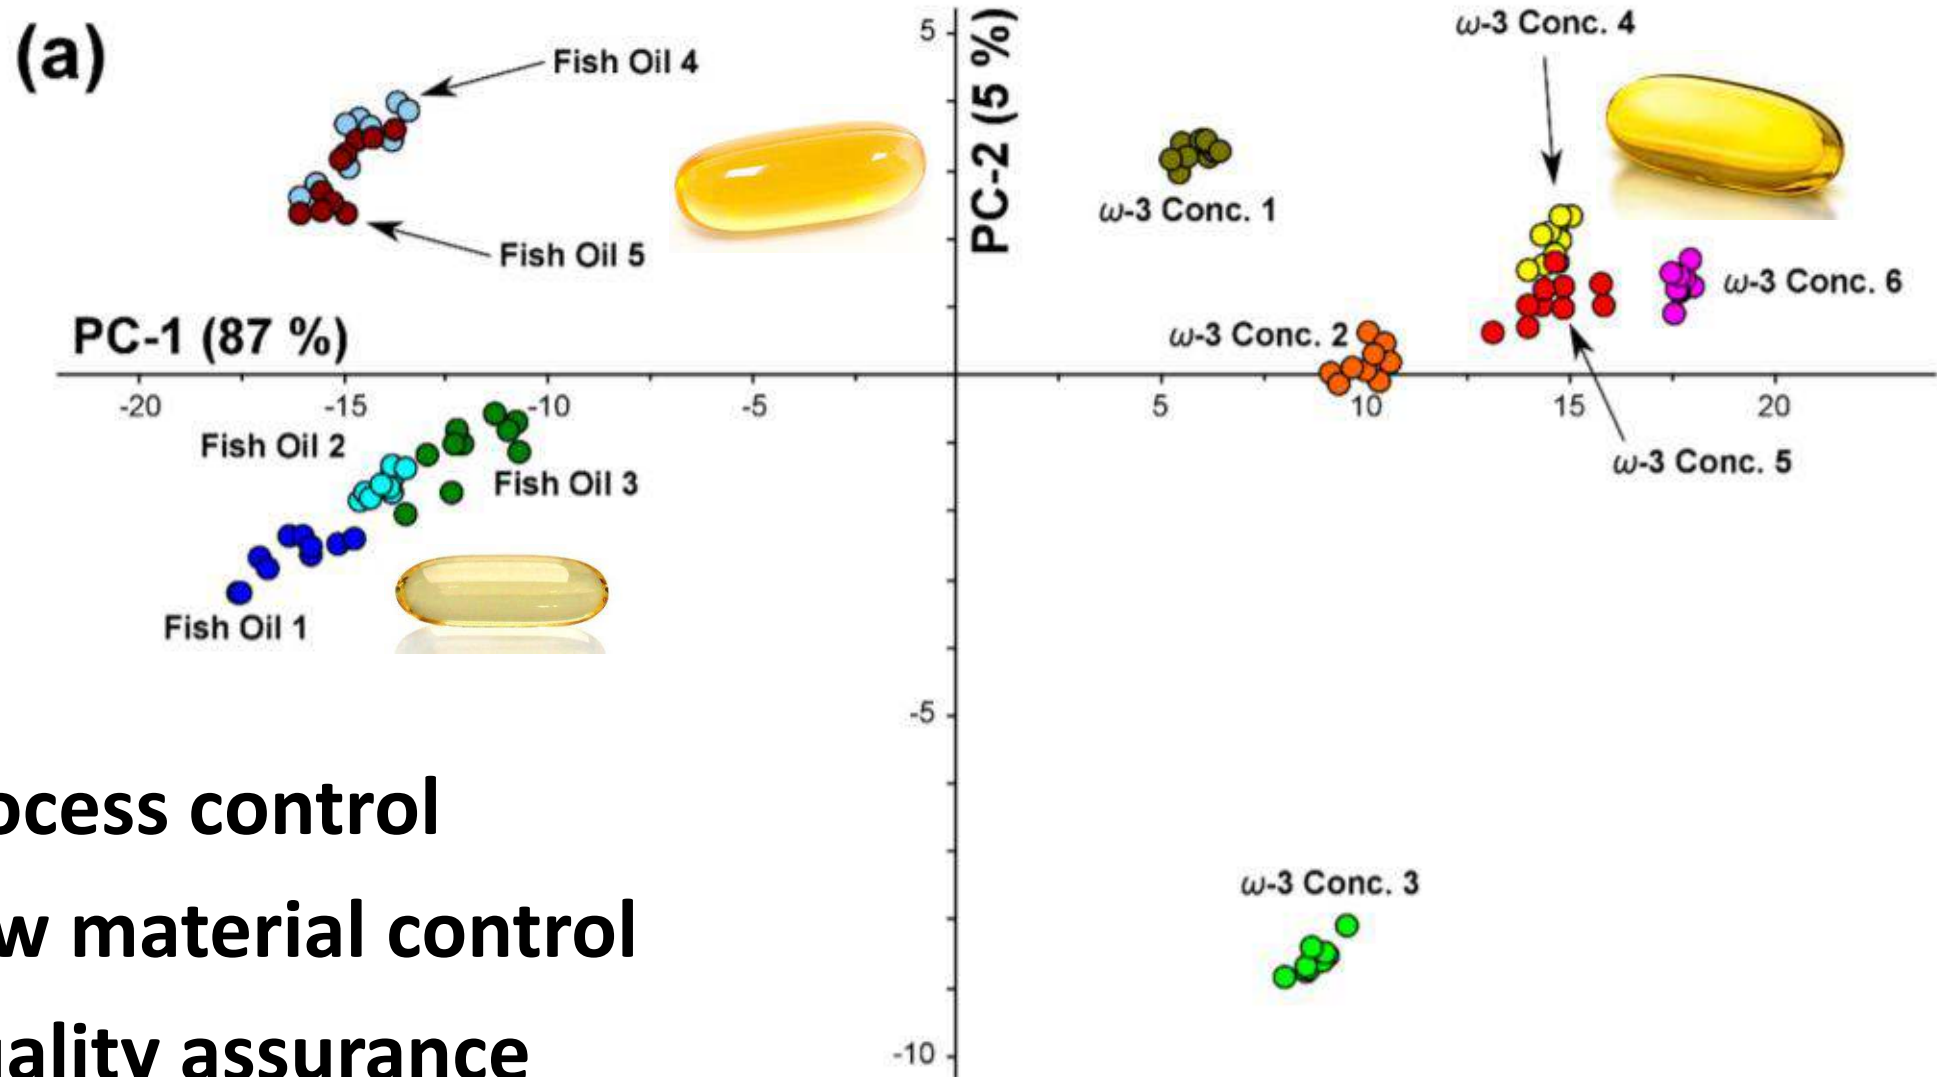 (a)
Fish Oil 4
Fish Oil 5
PC-1 (87 %)
5
PC-2 (5 %)
ω-3 Conc. 4
ω-3 Conc. 1
ω-3 Conc. 6
ω-3 Conc. 2
-20
-15
-10
-5
5
10
15
20
Fish Oil 2
Fish Oil 3
ω-3 Conc. 5
Fish Oil 1
-5
ocess control
ω-3 Conc. 3
w material control
uality assurance
-10